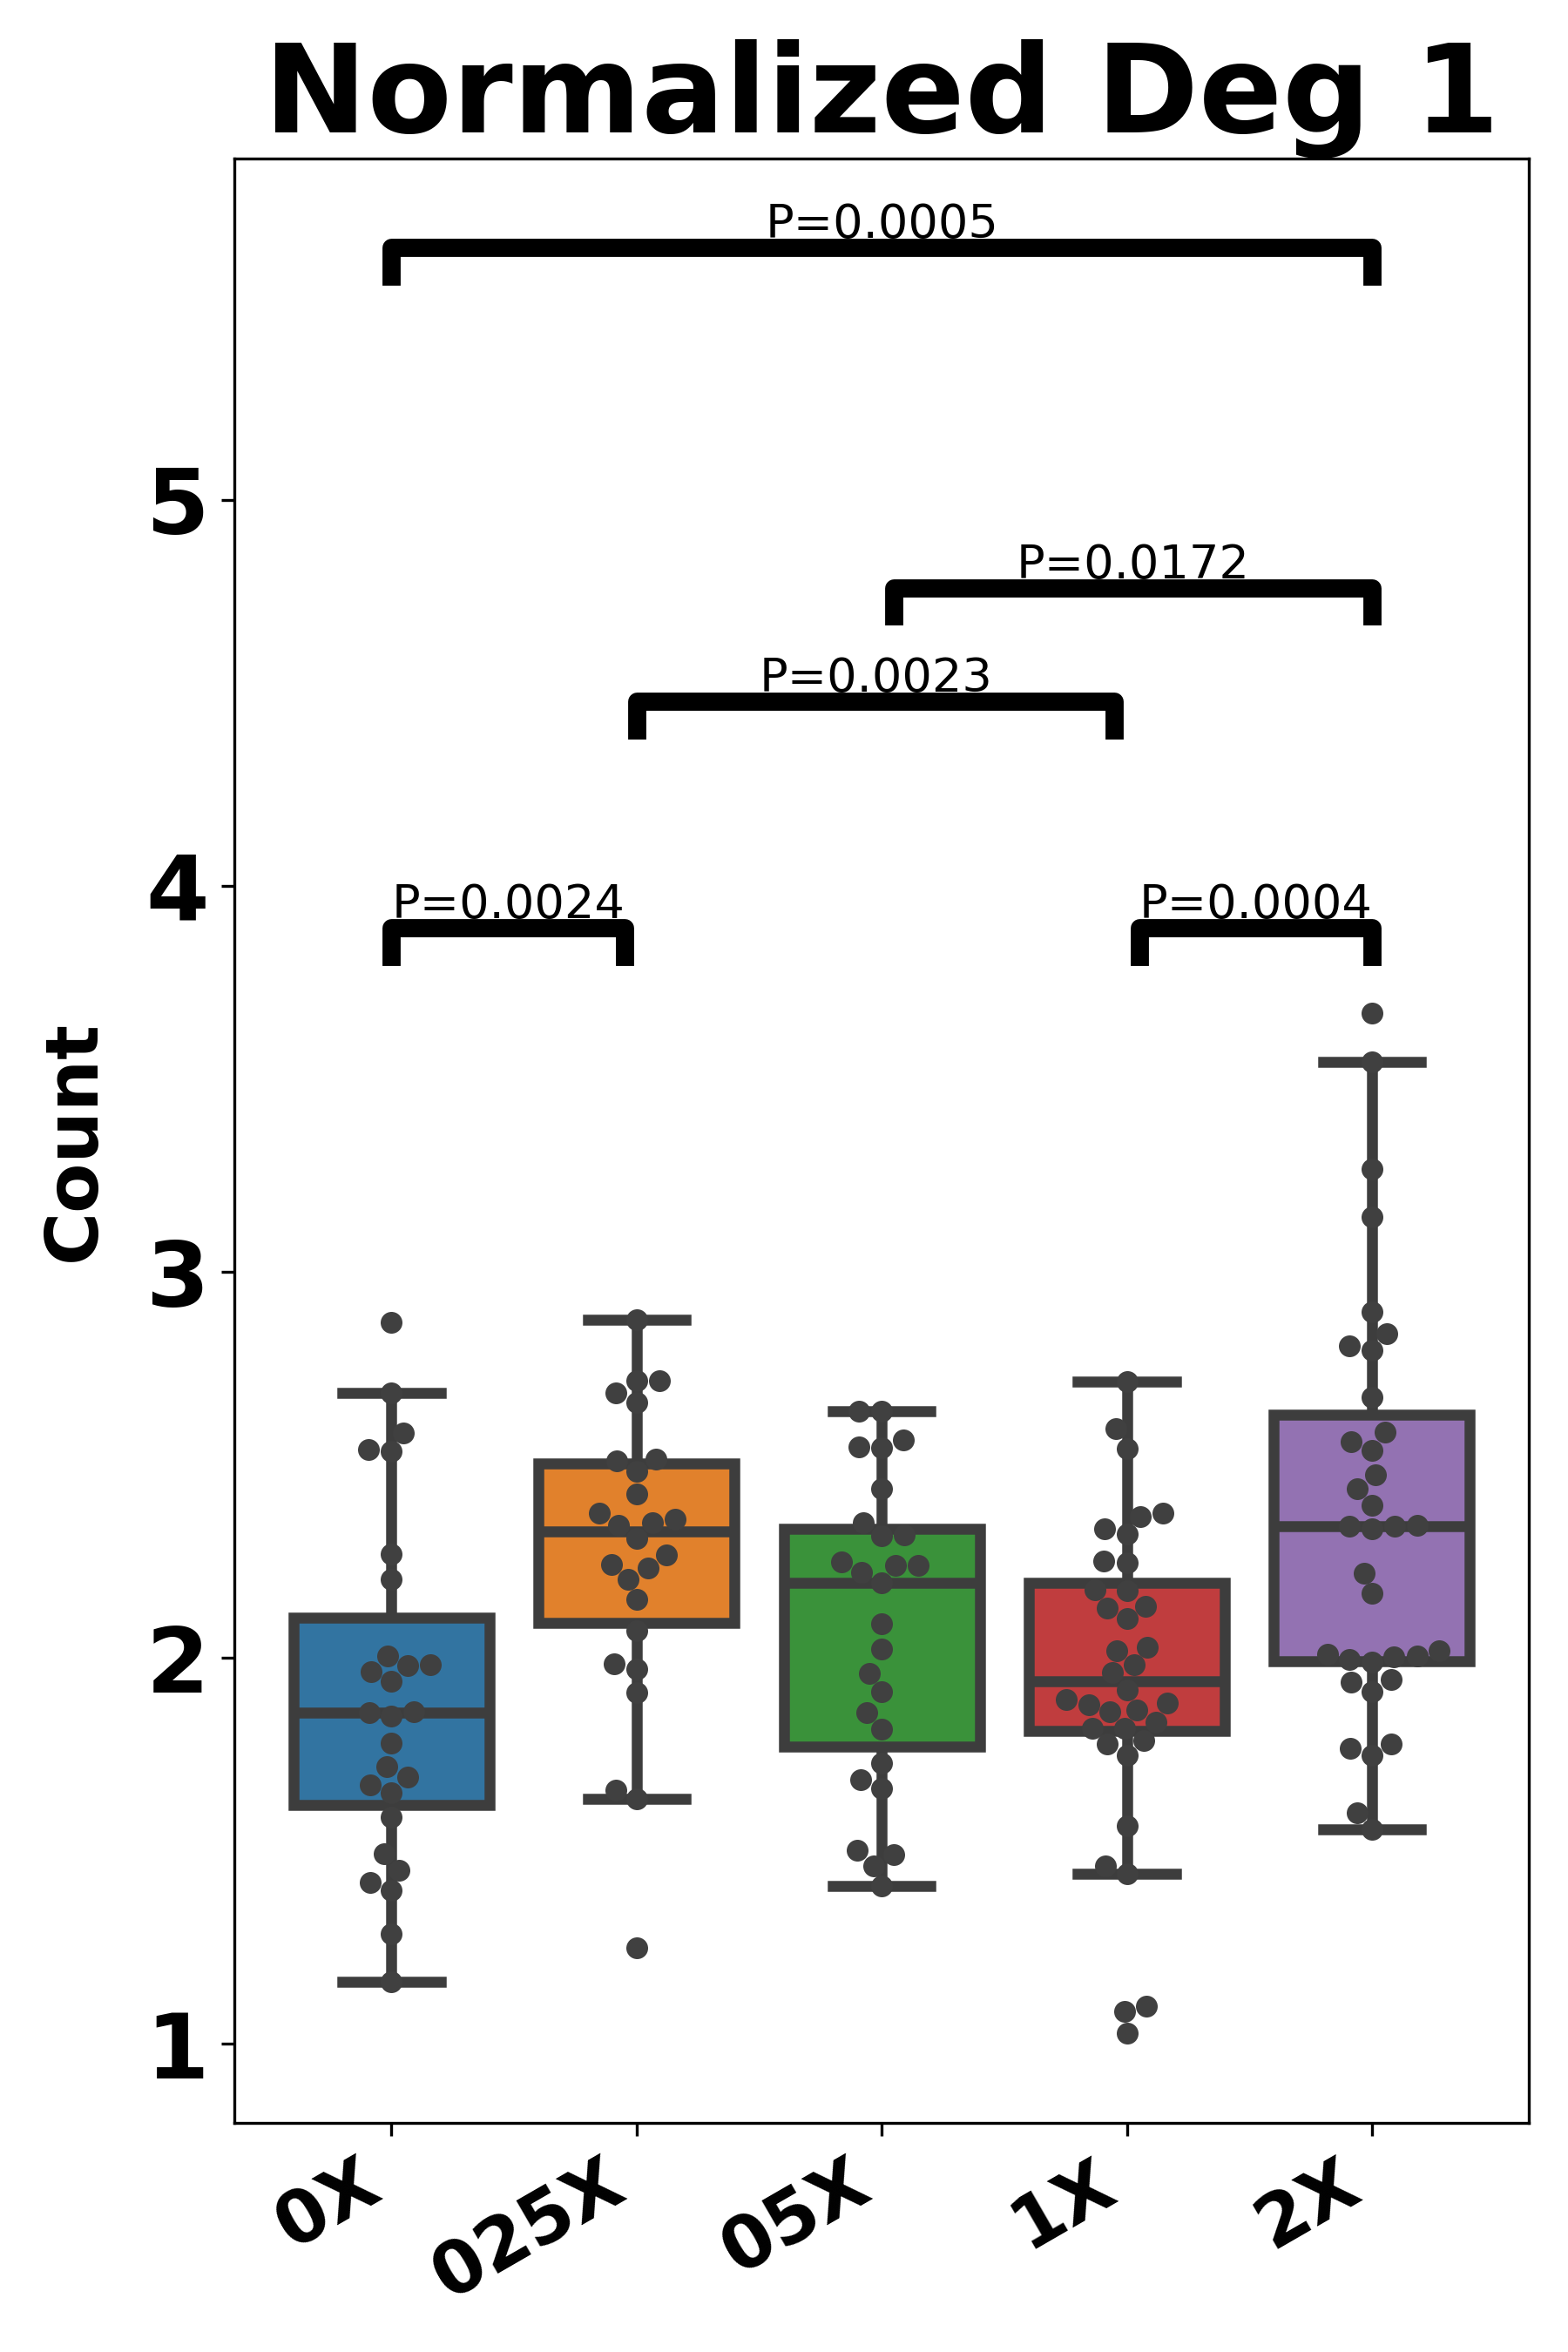 Normalized Deg 1
P=0.0005
P=0.0172
P=0.0023
P=0.0024
P=0.0004
5
4
3
2
1
Count
0X
025X
05X
1X
2X